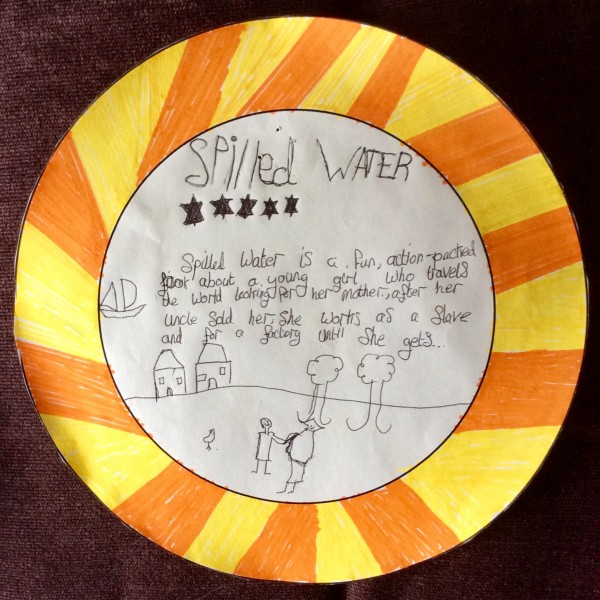 Spilled WATER
Spilled Water is a fun, action-packed
book about a young girl who travels
the world looking for her mother, after her
uncle sold her. She works as a slave
and for a factory until she gets...